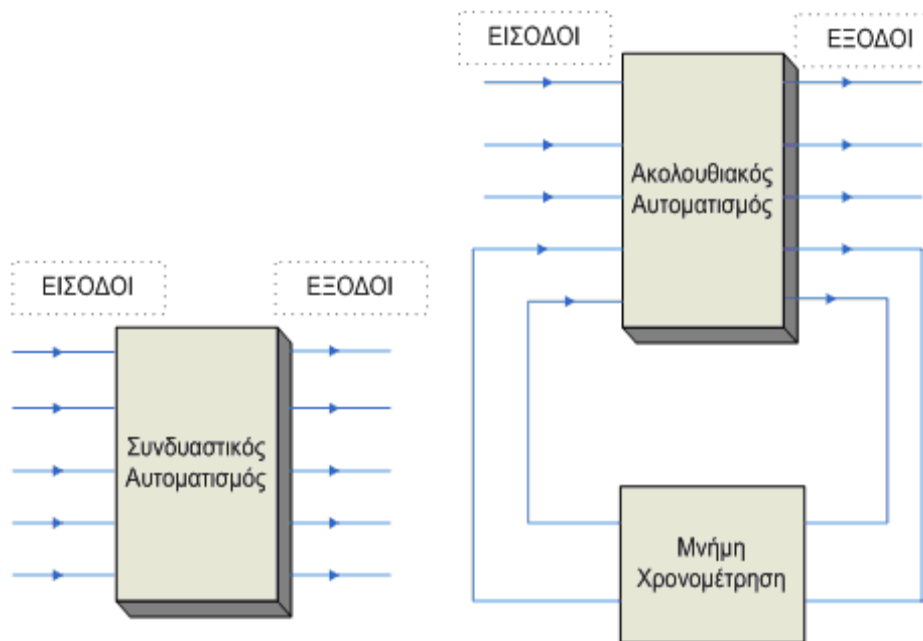 ΕΙΣΟΔΟΙ
ΕΞΟΔΟΙ
Συνδυαστικός
Αυτοματισμός
ΕΙΣΟΔΟΙ
ΕΞΟΔΟΙ
Ακολουθιακός
Αυτοματισμός
Μνήμη
Χρονομέτρηση